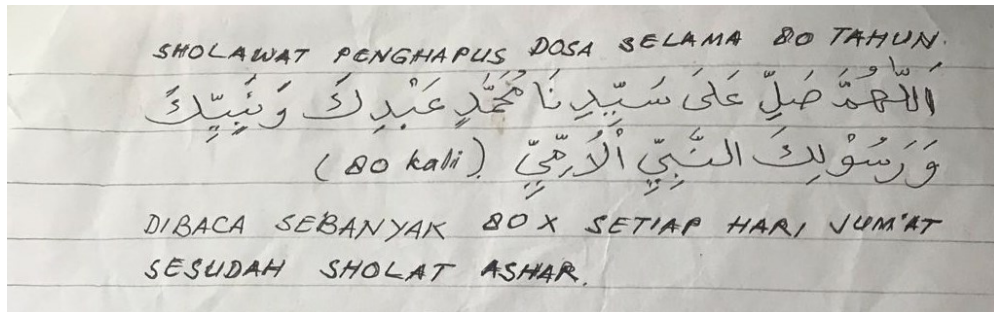 SHOLAWAT PENGHAPUS DOSA SELAMA 80 TAHUN.
اَللّٰهُمَّ صَلِّ عَلَى سَيِّدِنَا مُحَمَّدٍ عَبْدِكَ وَنَبِيِّكَ
وَرَسُوْلِكَ النَّبِيِّ الْاُمِّيِّ (80 kali).
DIBACA SEBANYAK 80X SETIAP HARI JUM'AT
SESUDAH SHOLAT ASHAR.